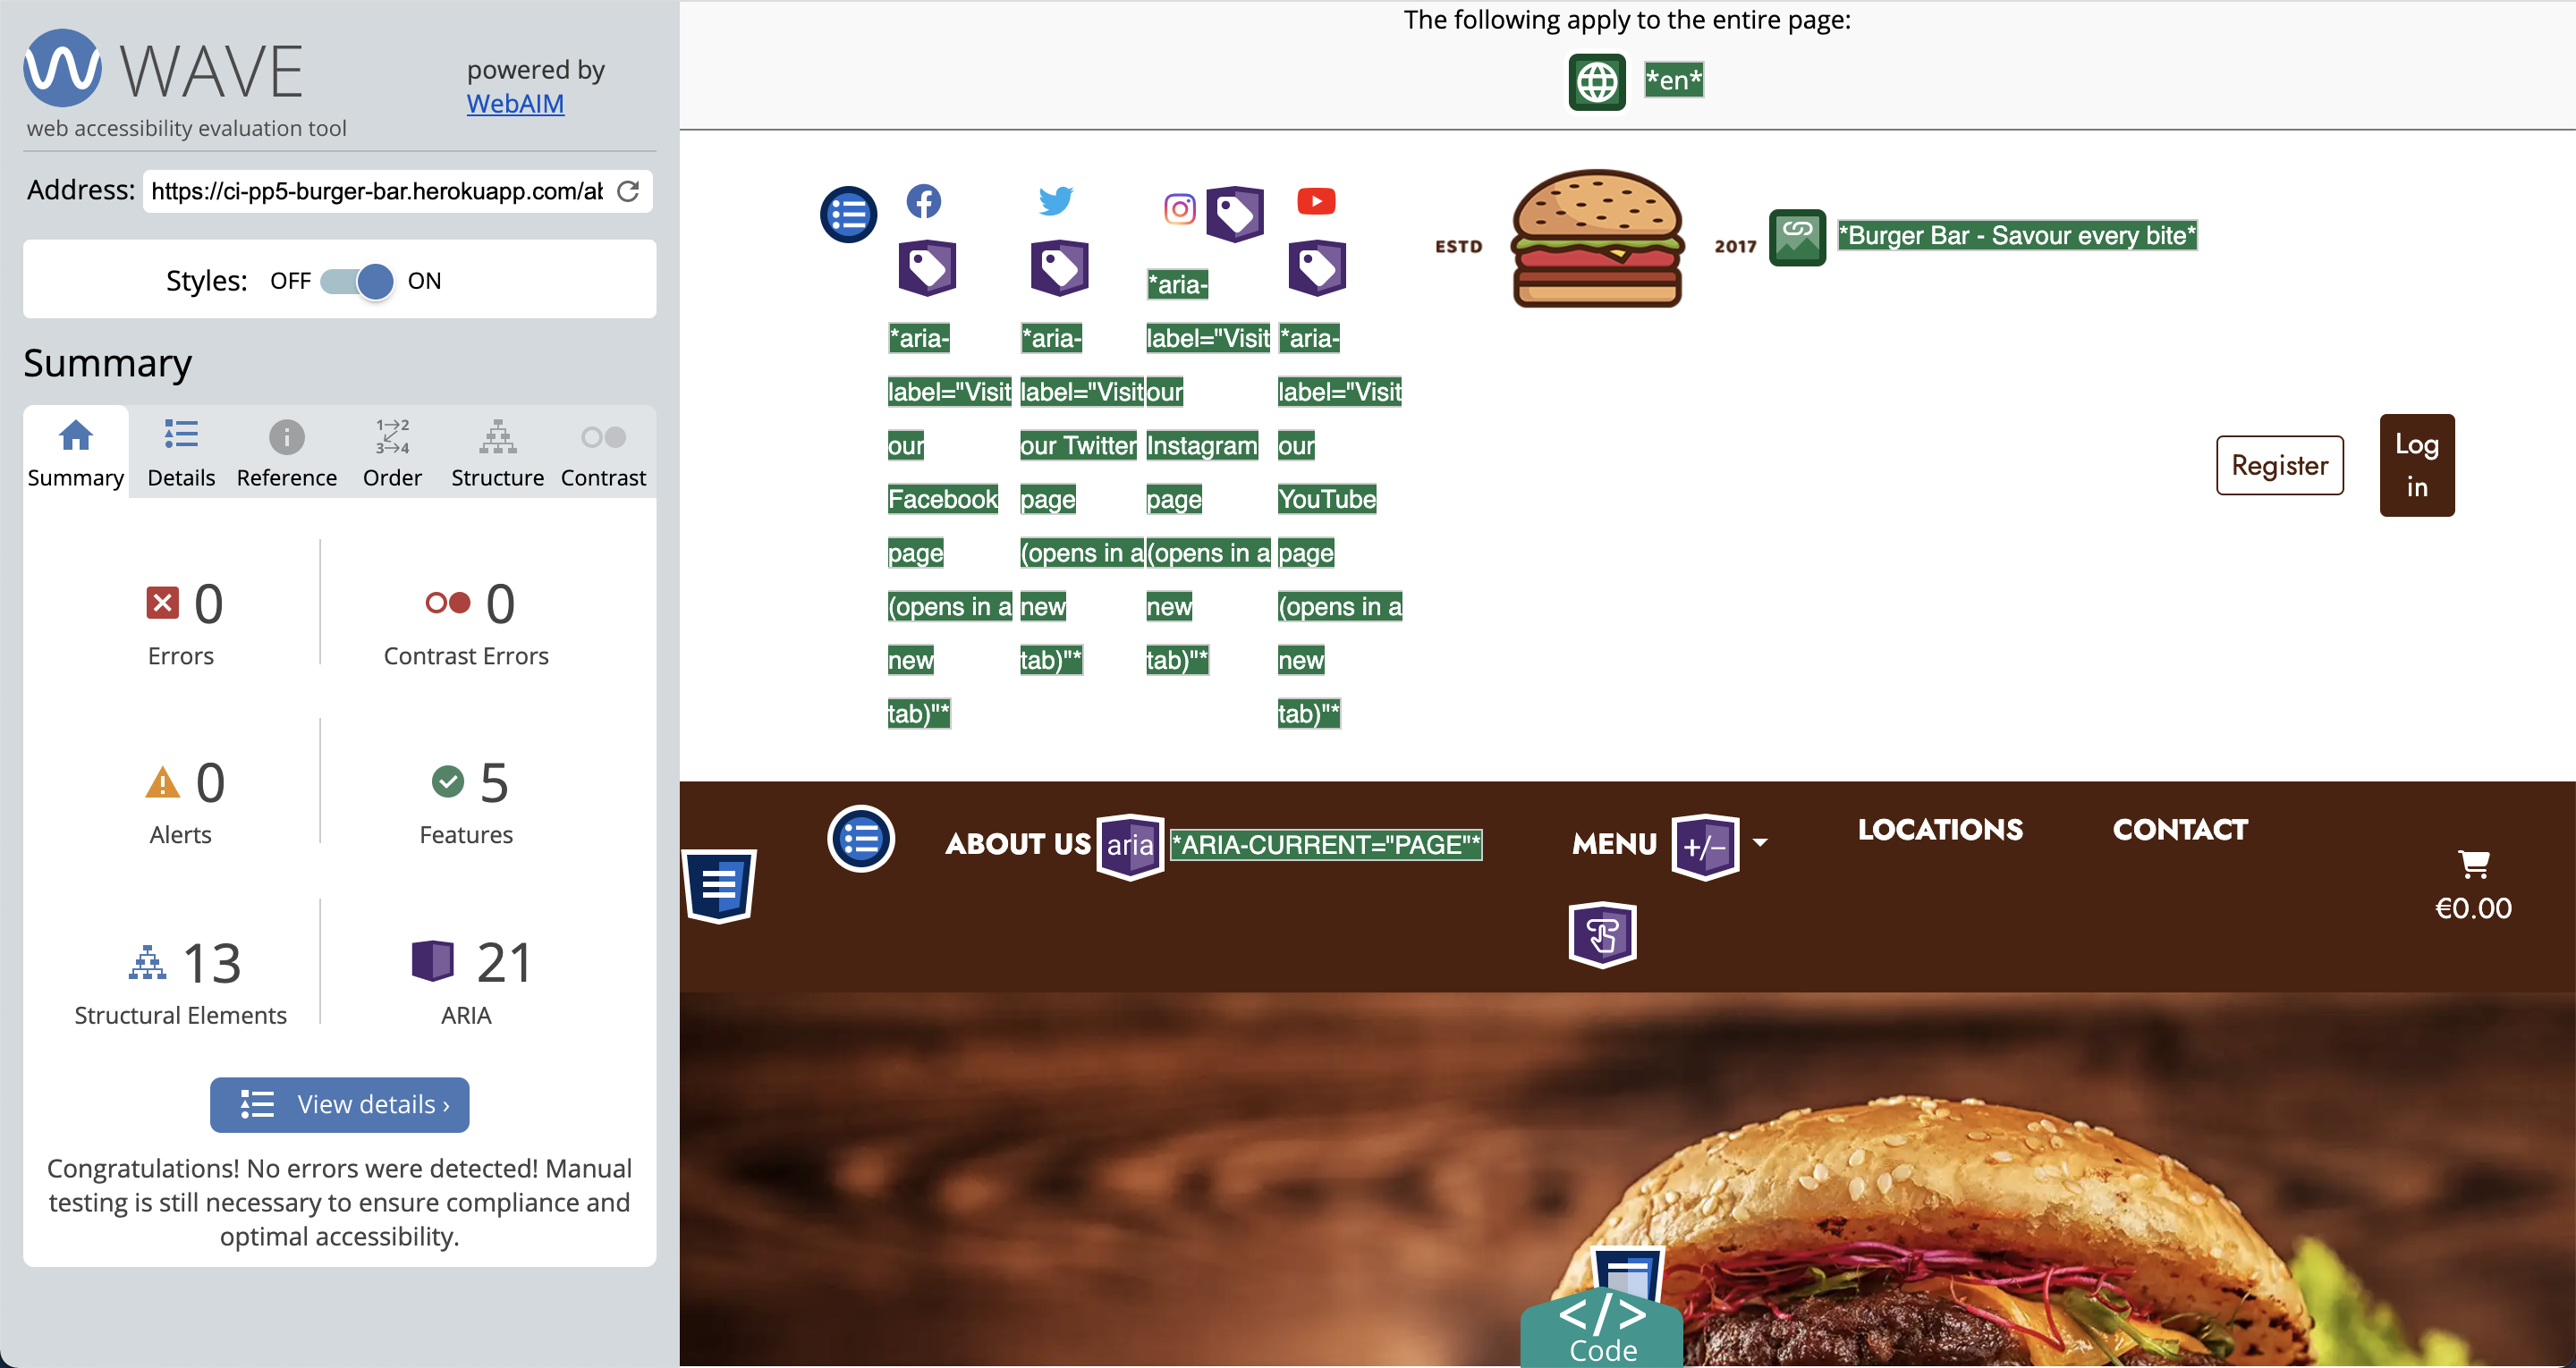 WAVE
powered by
WebAIM
web accessibility evaluation tool
Address: https://ci-pp5-burger-bar.herokuapp.com/ab
Styles: OFF ON
Summary
Summary Details Reference Order Structure Contrast
0
Errors
0
Contrast Errors
0
Alerts
5
Features
13
Structural Elements
21
ARIA
View details ›
Congratulations! No errors were detected! Manual
testing is still necessary to ensure compliance and
optimal accessibility.
The following apply to the entire page:
*en*
*aria-
label="Visit
our
Facebook
page
(opens in a
new
tab)"*
*aria-
label="Visit
our Twitter
page
(opens in a
new
tab)"*
*aria-
label="Visit
our
Instagram
page
(opens in a
new
tab)"*
*aria-
label="Visit
our
YouTube
page
(opens in a
new
tab)"*
ESTD 2017
*Burger Bar - Savour every bite*
Register
Log
in
ABOUT US aria *ARIA-CURRENT="PAGE"* MENU +/- LOCATIONS CONTACT
€0.00
</>
Code